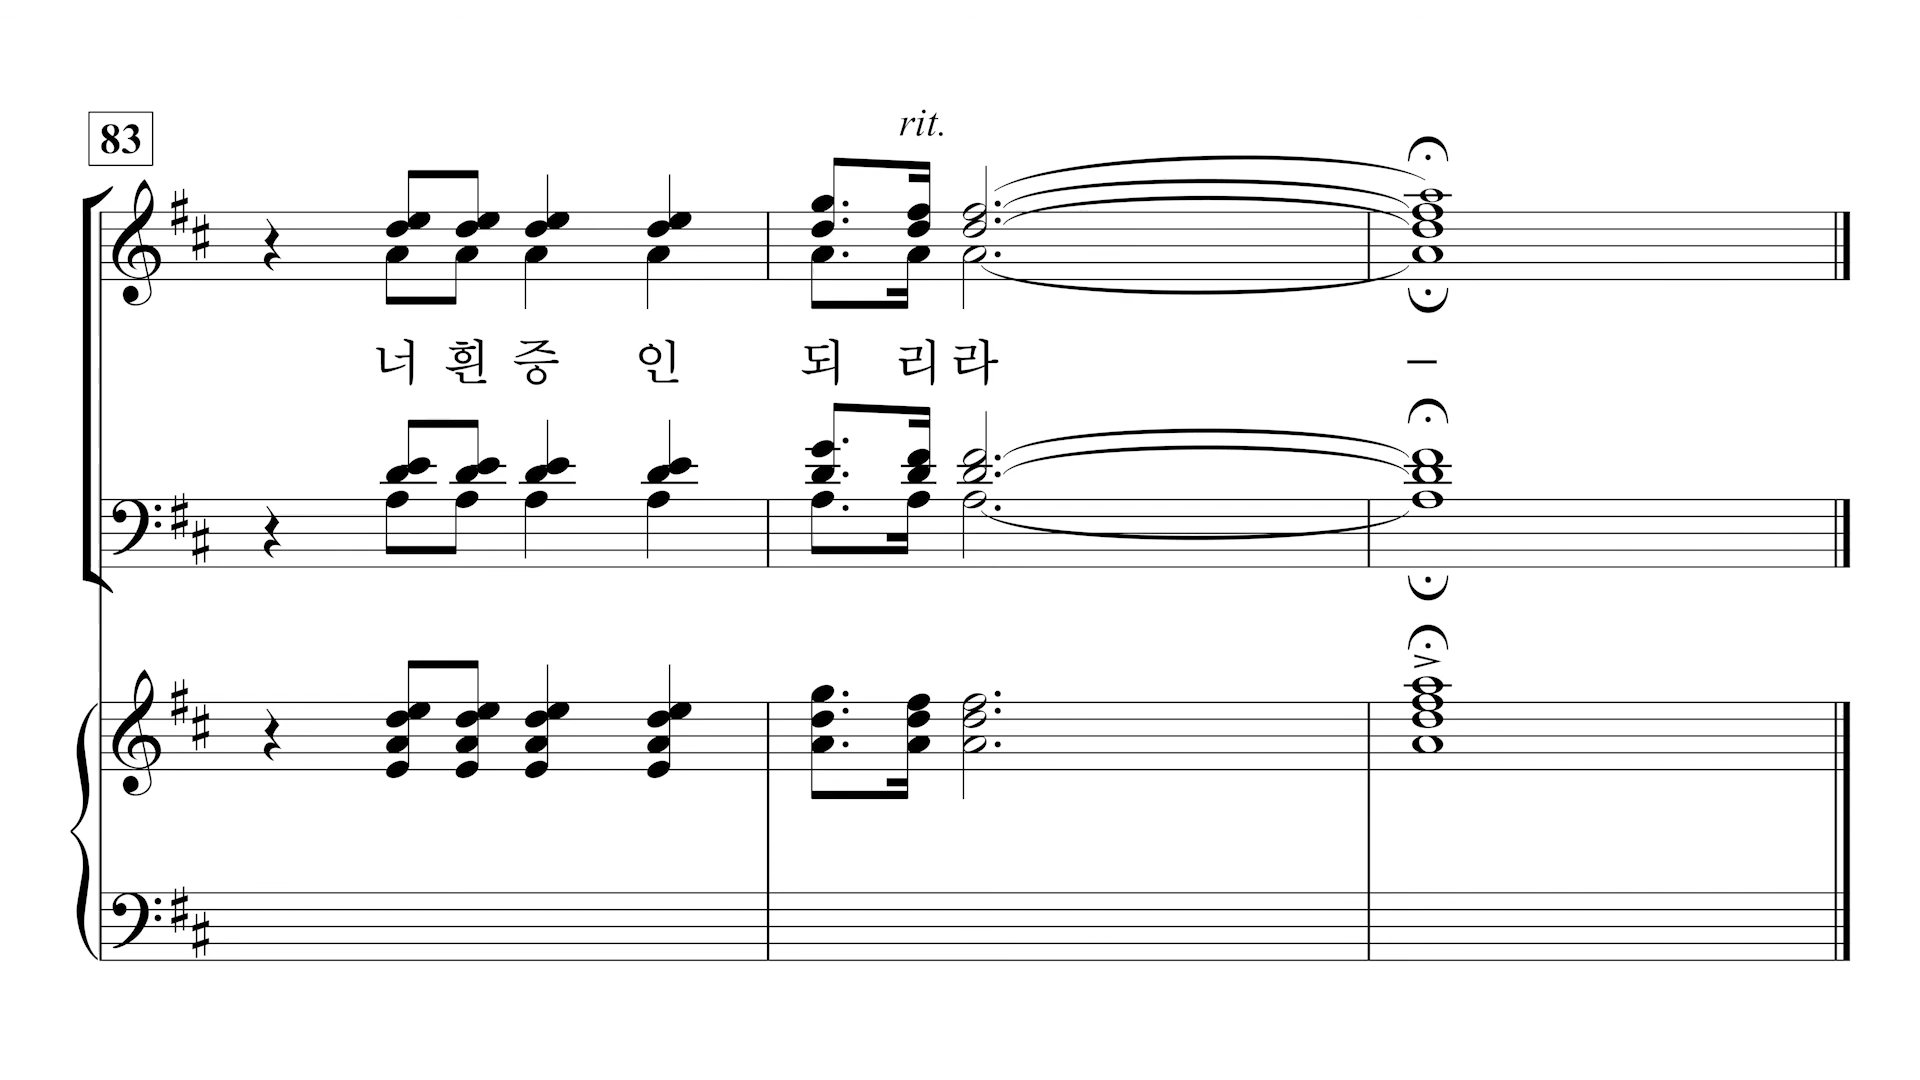 83
rit.
너 흰 증 인 되 리 라 –